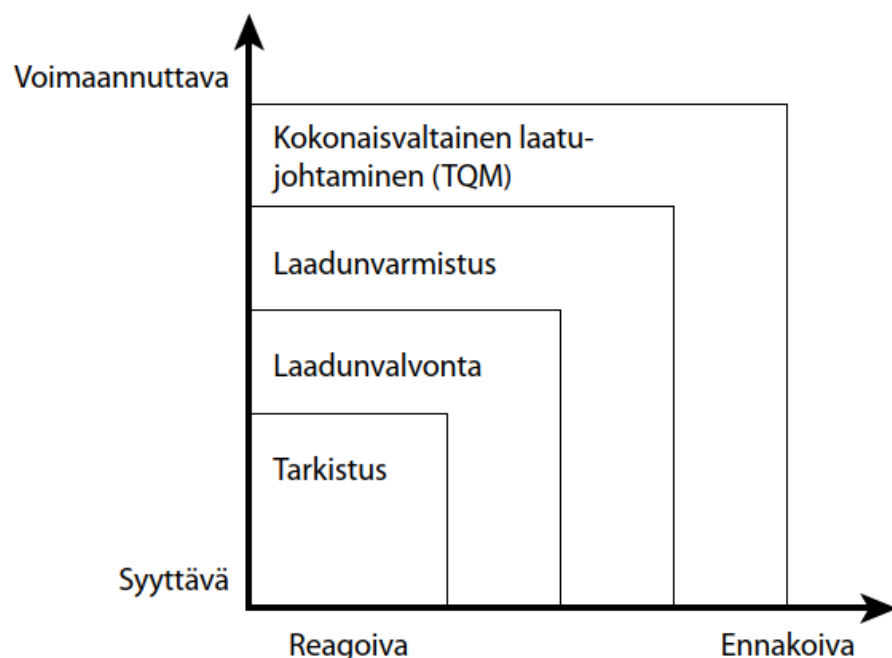 Voimaannuttava
Kokonaisvaltainen laatu-
johtaminen (TQM)
Laadunvarmistus
Laadunvalvonta
Tarkistus
Syyttävä
Reagoiva
Ennakoiva